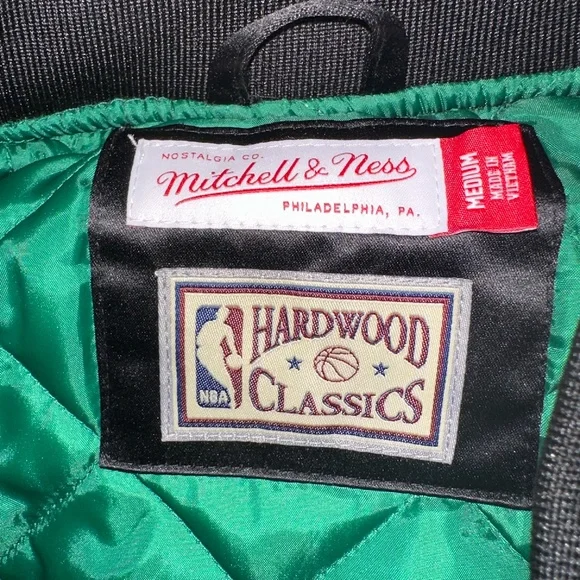 NOSTALGIA CO.
Mitchell & Ness
PHILADELPHIA, PA.
MEDIUM
MADE IN
VIETNAM
HARDWOOD
CLASSICS
NBA